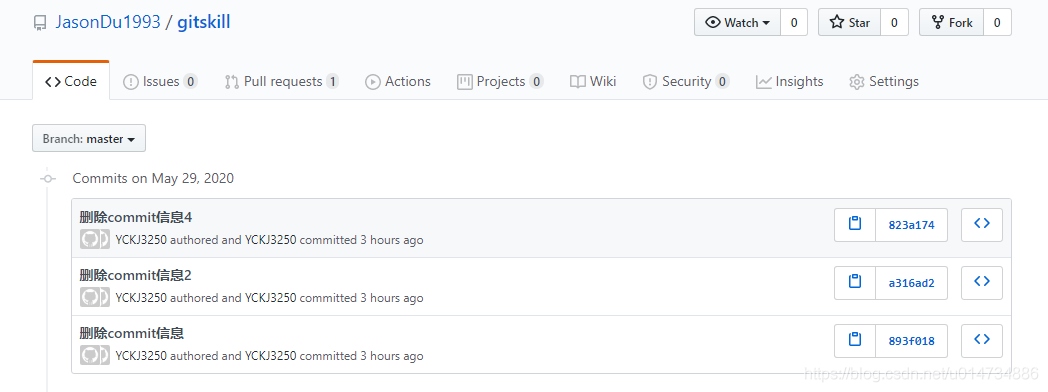 JasonDu1993 / gitskill
Watch 0 Star 0 Fork 0
Code Issues 0 Pull requests 1 Actions Projects 0 Wiki Security 0 Insights Settings
Branch: master
Commits on May 29, 2020
删除commit信息4
YCKJ3250 authored and YCKJ3250 committed 3 hours ago
823a174
删除commit信息2
YCKJ3250 authored and YCKJ3250 committed 3 hours ago
a316ad2
删除commit信息
YCKJ3250 authored and YCKJ3250 committed 3 hours ago
893f018
https://blog.csdn.net/u014734886